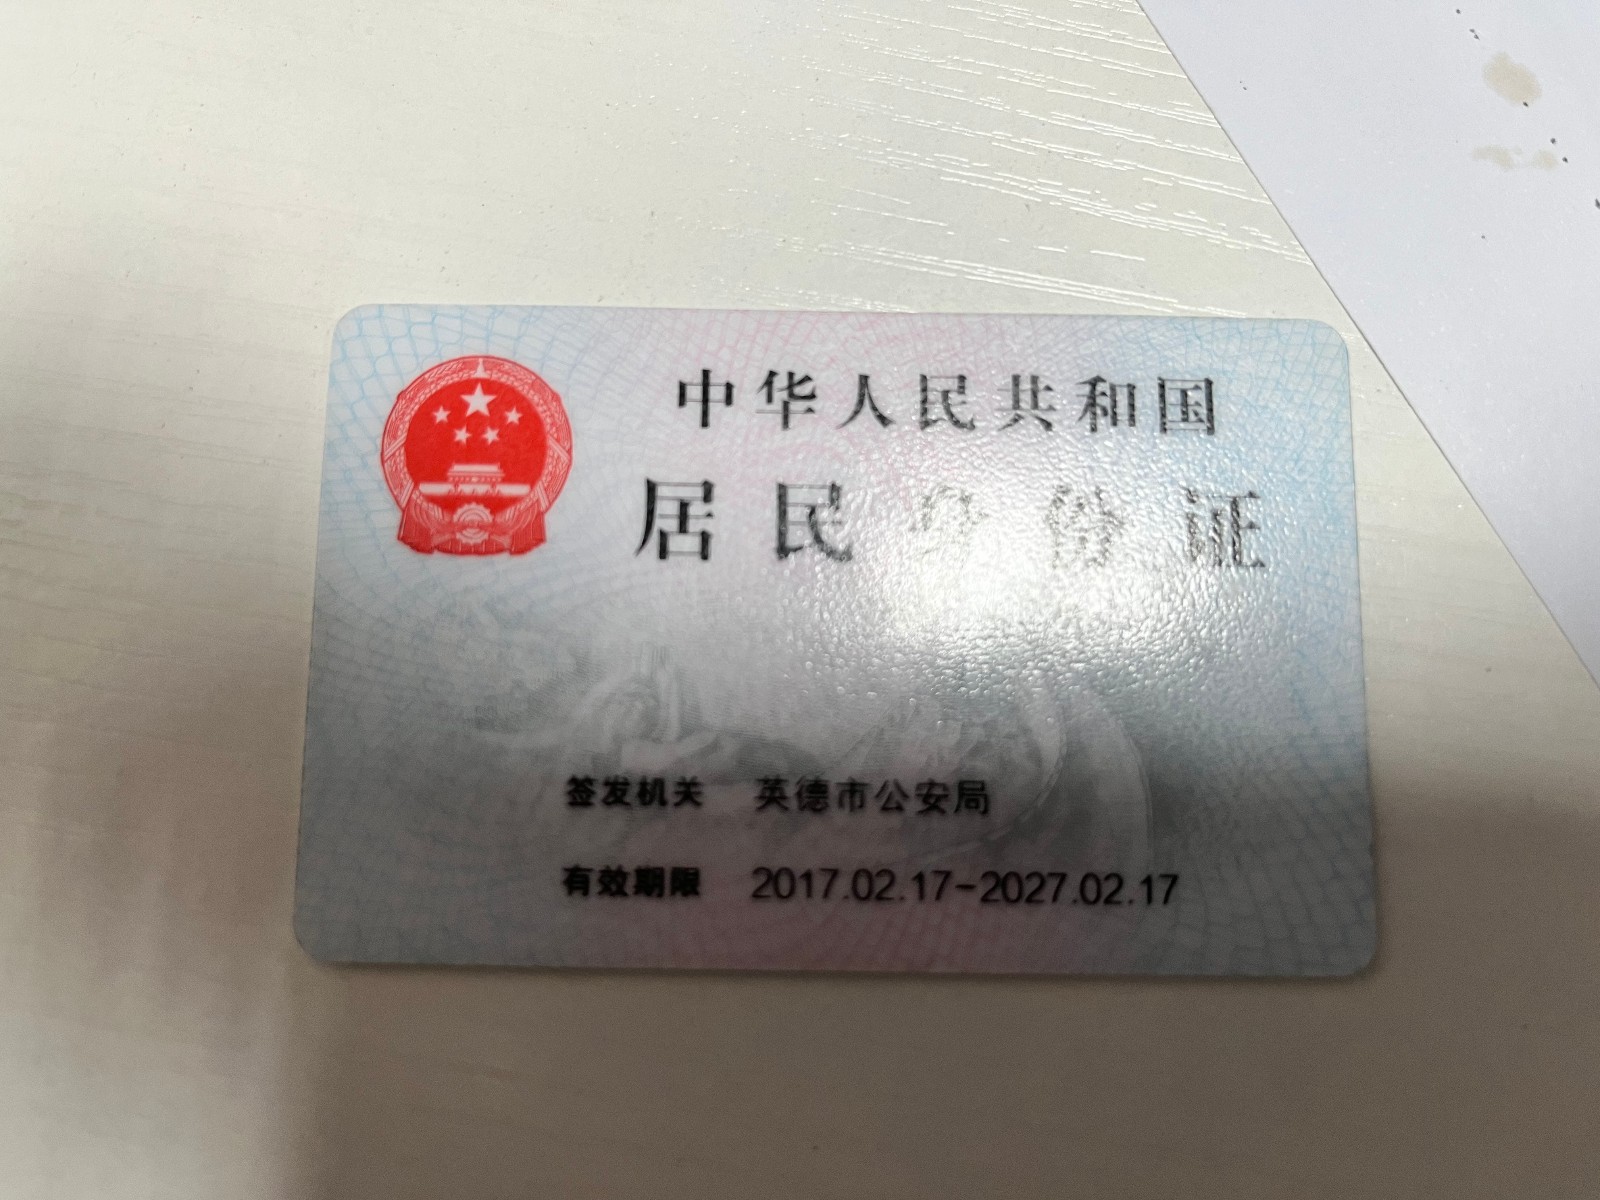 中华人民共和国
居民身份证
签发机关 英德市公安局
有效期限 2017.02.17-2027.02.17